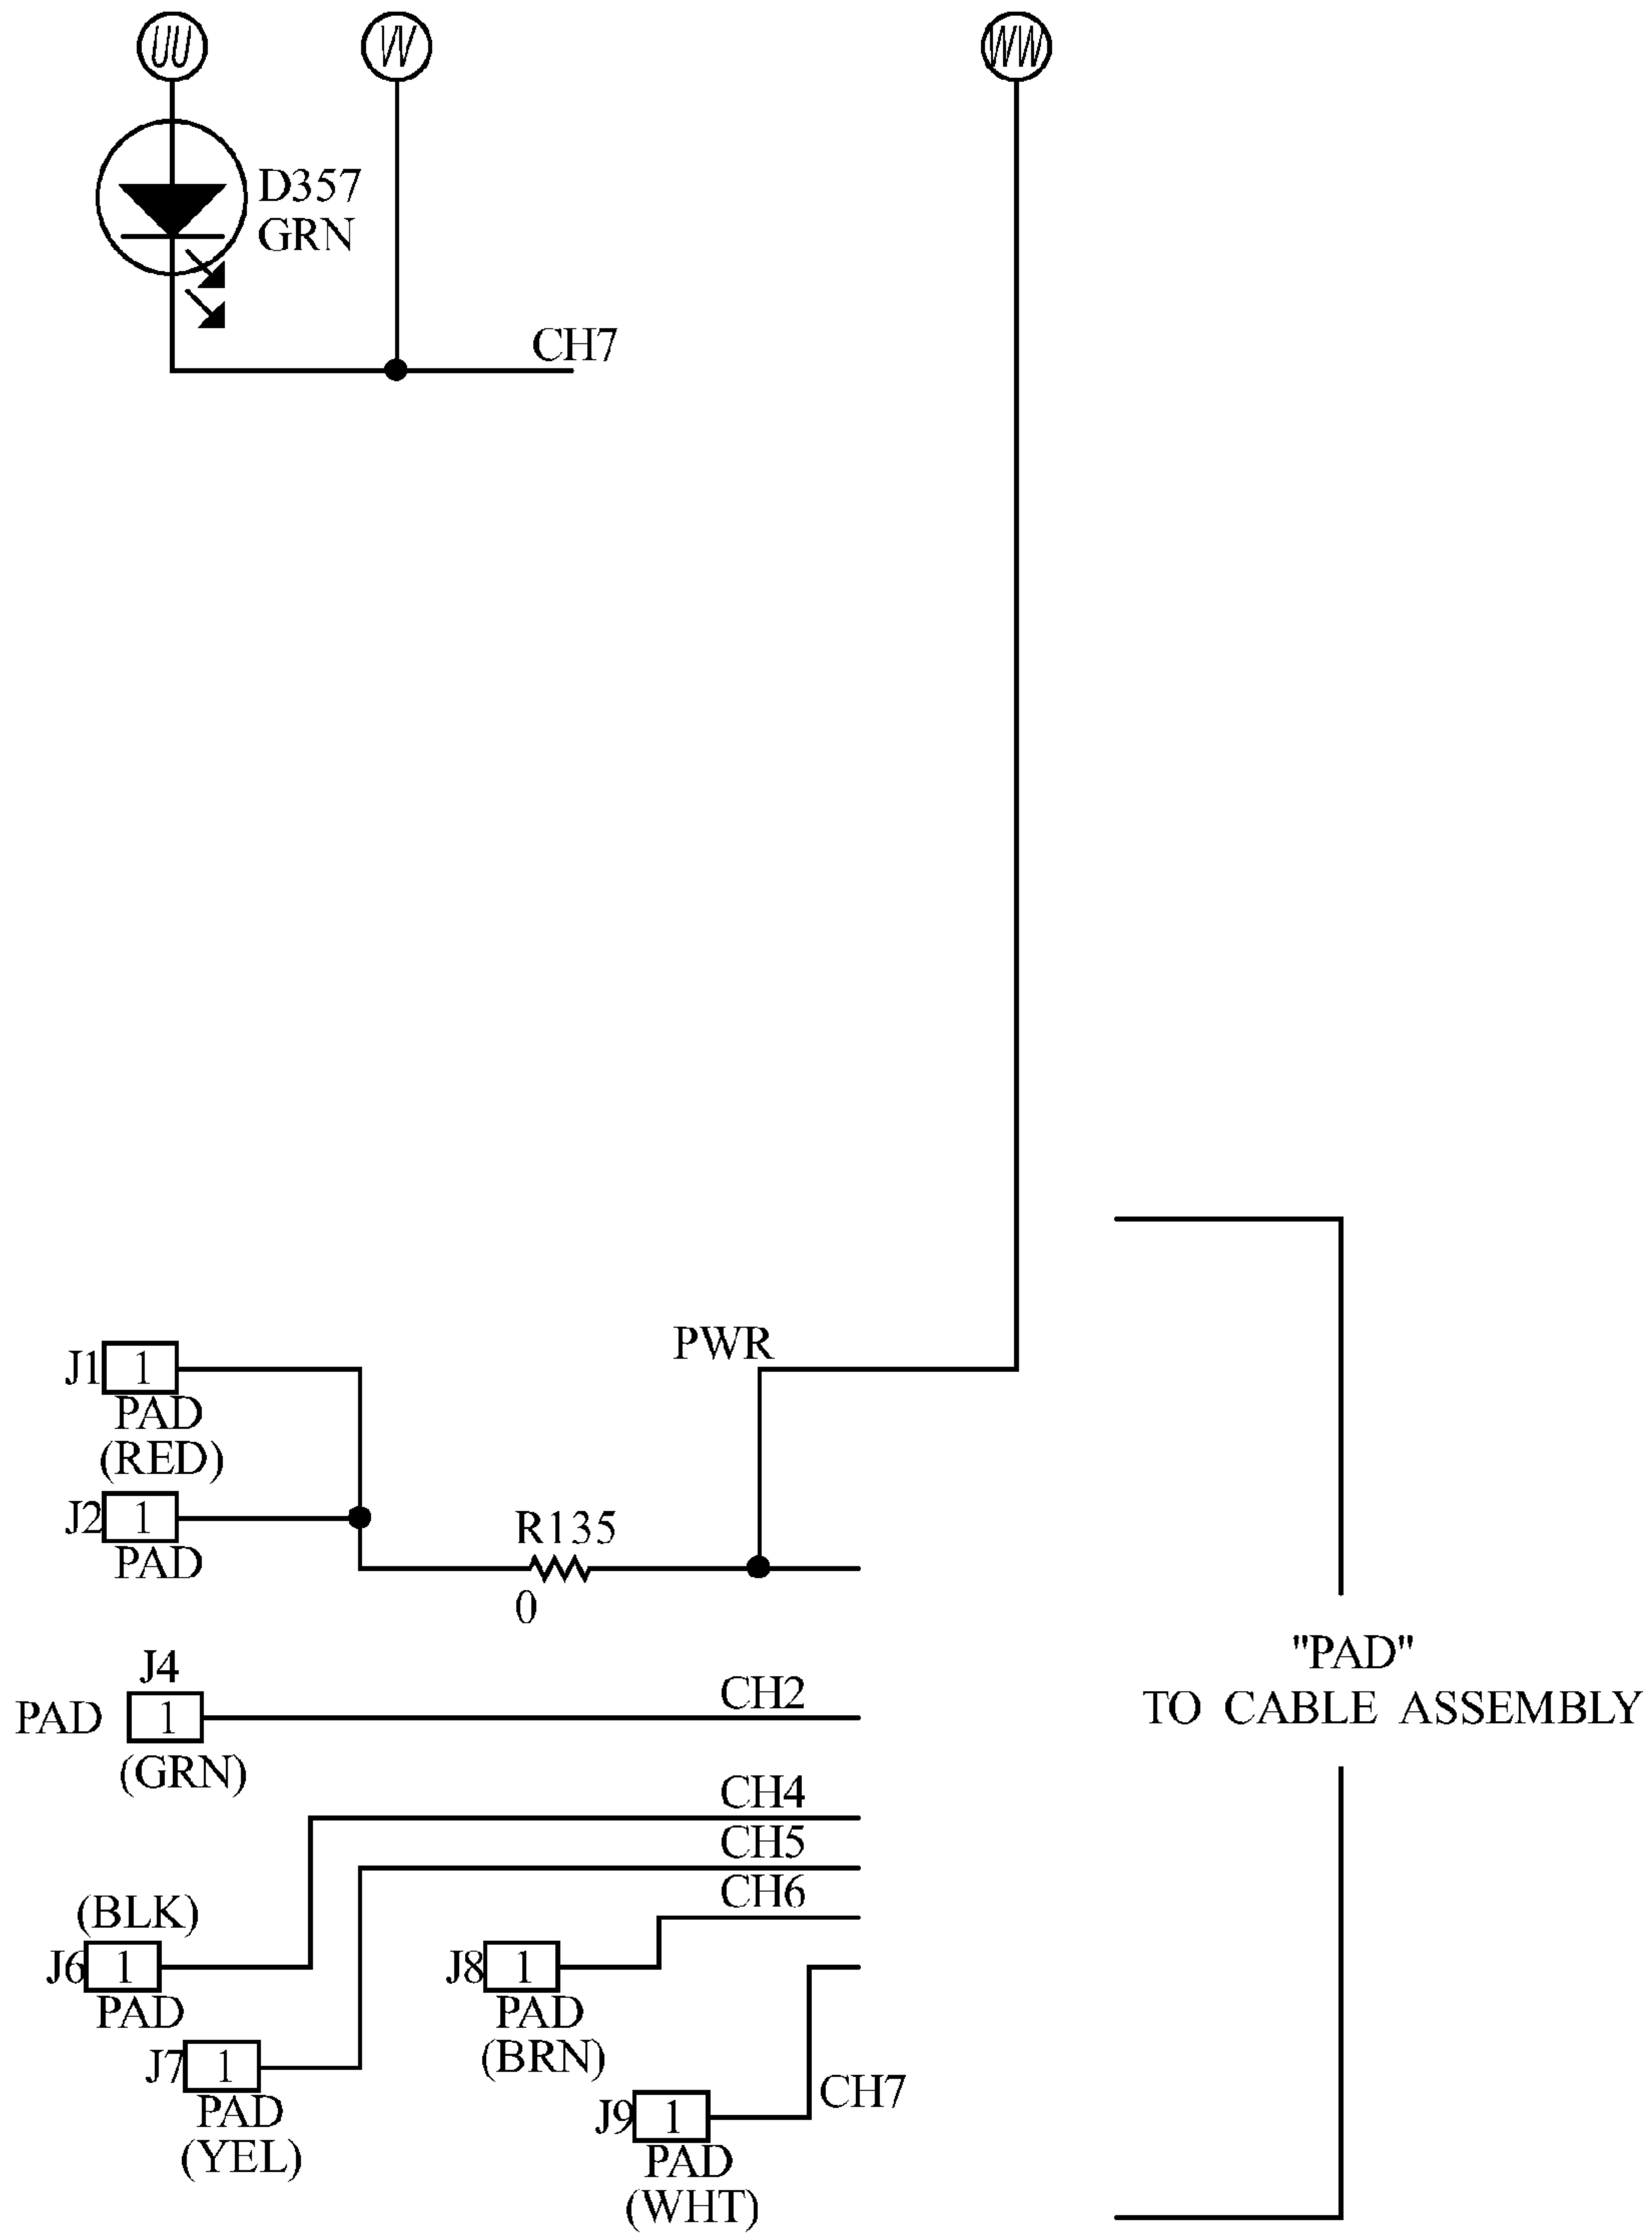 UU
VV
WW
D357
GRN
CH7
PWR
J1 1
PAD
(RED)
J2 1
PAD
R135
0
"PAD"
TO CABLE ASSEMBLY
J4
PAD 1
(GRN)
CH2
CH4
CH5
CH6
(BLK)
J6 1
PAD
J7 1
PAD
(YEL)
J8 1
PAD
(BRN)
CH7
J9 1
PAD
(WHT)